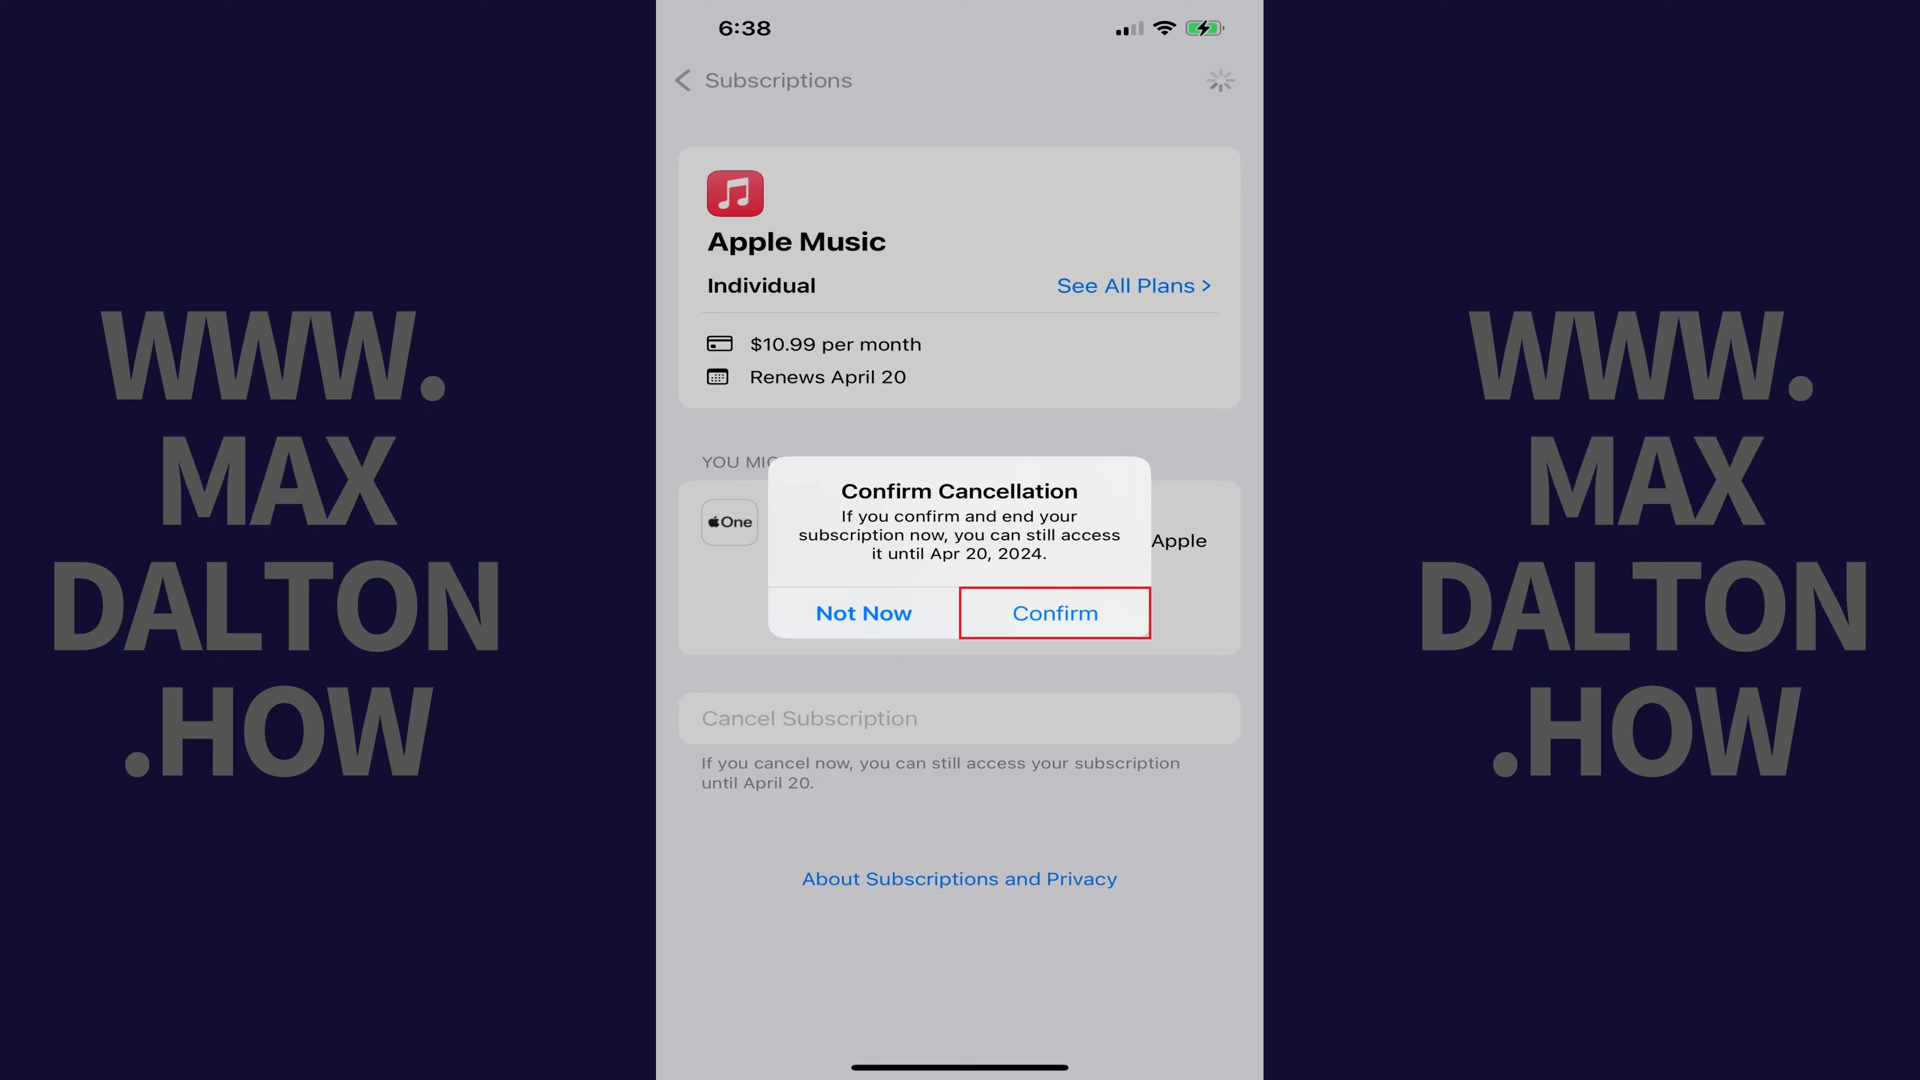 WWW.
MAX
DALTON
.HOW
6:38
Subscriptions
Apple Music
Individual
See All Plans >
$10.99 per month
Renews April 20
YOU MIG
One
Apple
Confirm Cancellation
If you confirm and end your
subscription now, you can still access
it until Apr 20, 2024.
Not Now
Confirm
Cancel Subscription
If you cancel now, you can still access your subscription
until April 20.
About Subscriptions and Privacy
WWW.
MAX
DALTON
.HOW